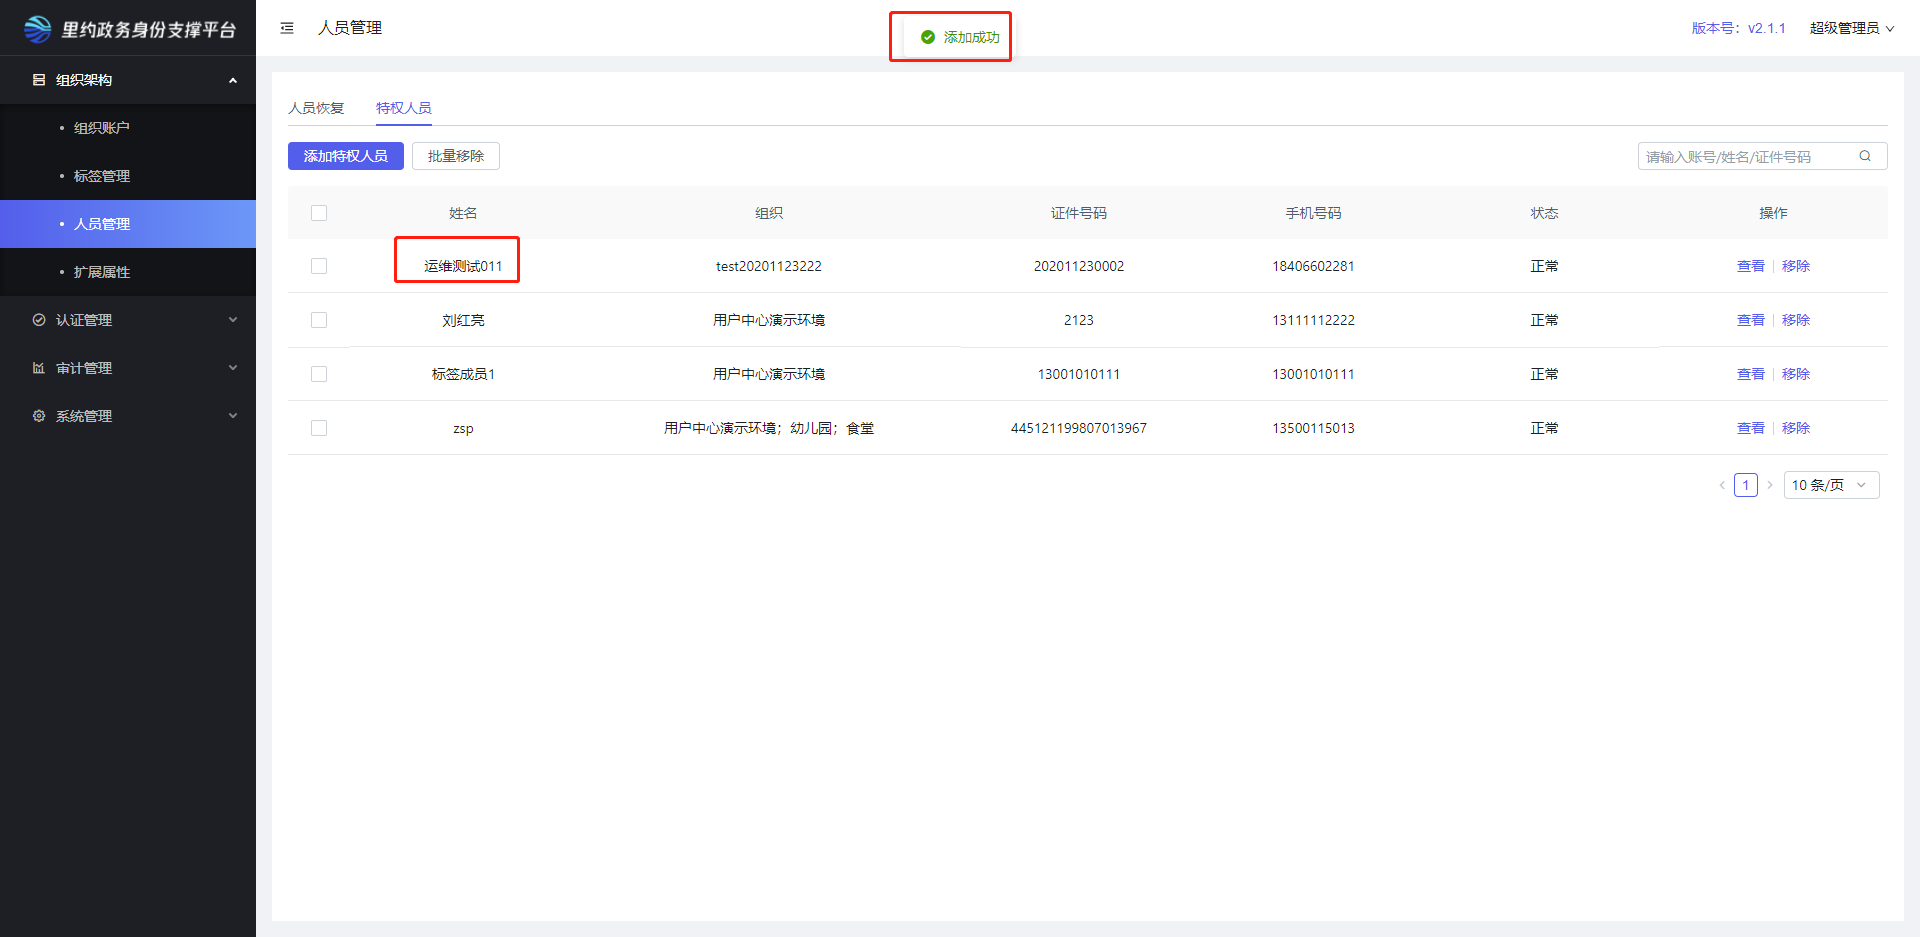 里约政务身份支撑平台
人员管理
添加成功
版本号：v2.1.1
超级管理员
组织架构
组织账户
标签管理
人员管理
扩展属性
认证管理
审计管理
系统管理
人员恢复 特权人员
添加特权人员 批量移除
请输入账号/姓名/证件号码
姓名 组织 证件号码 手机号码 状态 操作
运维测试011 test20201123222 202011230002 18406602281 正常 查看 移除
刘红亮 用户中心演示环境 2123 13111112222 正常 查看 移除
标签成员1 用户中心演示环境 13001010111 13001010111 正常 查看 移除
zsp 用户中心演示环境；幼儿园；食堂 445121199807013967 13500115013 正常 查看 移除
1 10 条/页